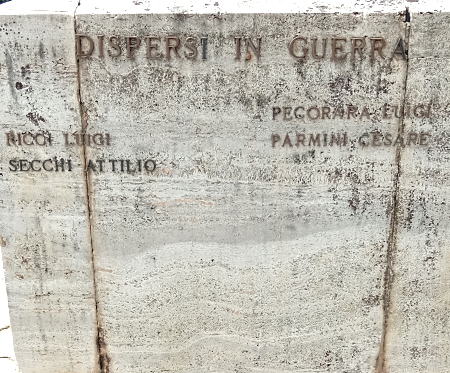 DISPERSI IN GUERRA
RICCI LUIGI
SECCHI ATTILIO
PECORARA LUIGI
PARMINI CESARE